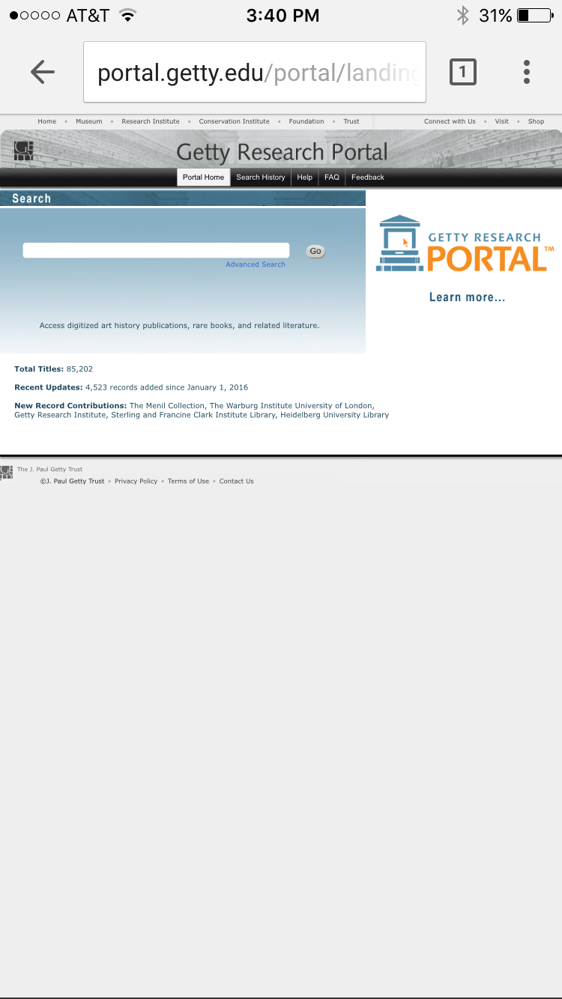 AT&T 3:40 PM 31%
portal.getty.edu/portal/landing
1
Home • Museum • Research Institute • Conservation Institute • Foundation • Trust Connect with Us • Visit • Shop
Getty Research Portal
Portal Home Search History Help FAQ Feedback
Search
Go
Advanced Search
Access digitized art history publications, rare books, and related literature.
GETTY RESEARCH
PORTAL™
Learn more...
Total Titles: 85,202
Recent Updates: 4,523 records added since January 1, 2016
New Record Contributions: The Menil Collection, The Warburg Institute University of London,
Getty Research Institute, Sterling and Francine Clark Institute Library, Heidelberg University Library
The J. Paul Getty Trust
©J. Paul Getty Trust • Privacy Policy • Terms of Use • Contact Us